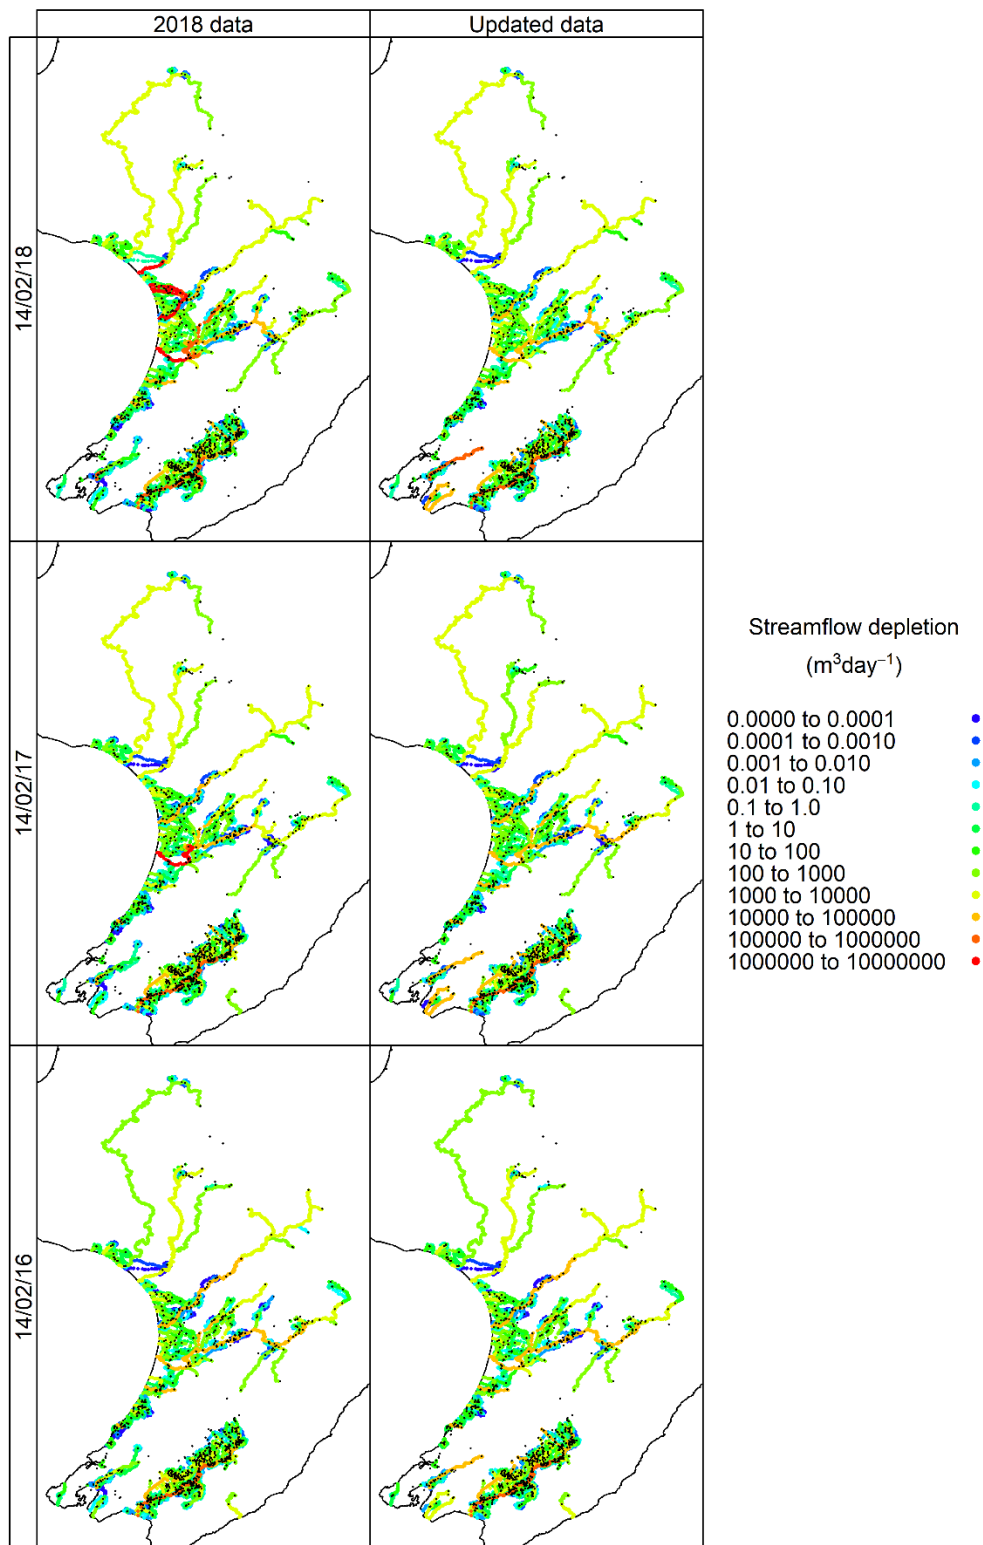 2018 data
Updated data
14/02/18
14/02/17
14/02/16
Streamflow depletion
(m³day⁻¹)
0.0000 to 0.0001
0.0001 to 0.0010
0.001 to 0.010
0.01 to 0.10
0.1 to 1.0
1 to 10
10 to 100
100 to 1000
1000 to 10000
10000 to 100000
100000 to 1000000
1000000 to 10000000